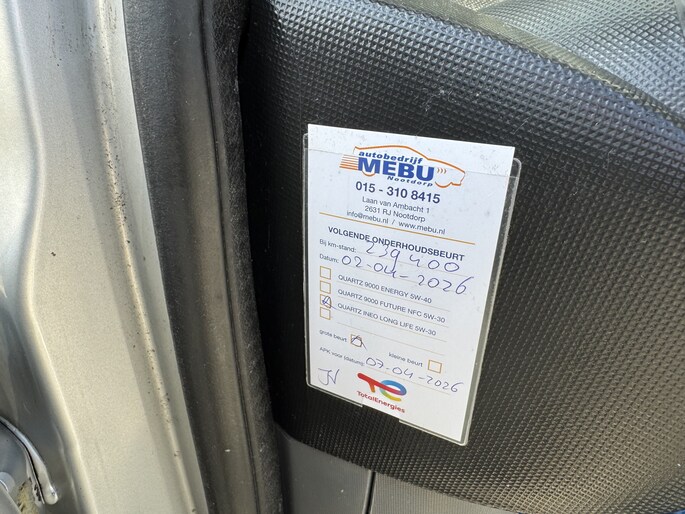 autobedrijf
MEBU
Nootdorp
015 - 310 8415
Laan van Ambacht 1
2631 RJ Nootdorp
info@mebu.nl / www.mebu.nl
VOLGENDE ONDERHOUDSBEURT
Bij km-stand: 239400
Datum: 02-04-2026
QUARTZ 9000 ENERGY 5W-40
QUARTZ 9000 FUTURE NFC 5W-30
QUARTZ INEO LONG LIFE 5W-30
grote beurt kleine beurt
APK voor (datum): 07-04-2026
TotalEnergies